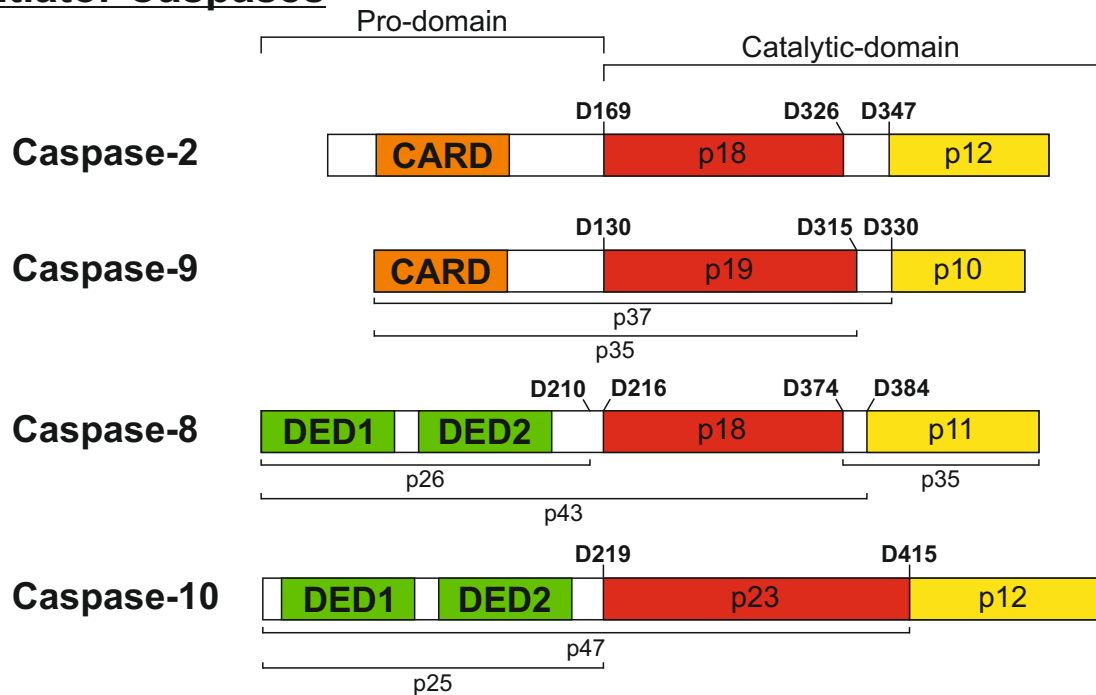 Pro-domain
Catalytic-domain
D169 D326 D347
Caspase-2 CARD p18 p12
D130 D315 D330
Caspase-9 CARD p19 p10
p37
p35
D210 D216 D374 D384
Caspase-8 DED1 DED2 p18 p11
p26 p35
p43
D219 D415
Caspase-10 DED1 DED2 p23 p12
p47
p25